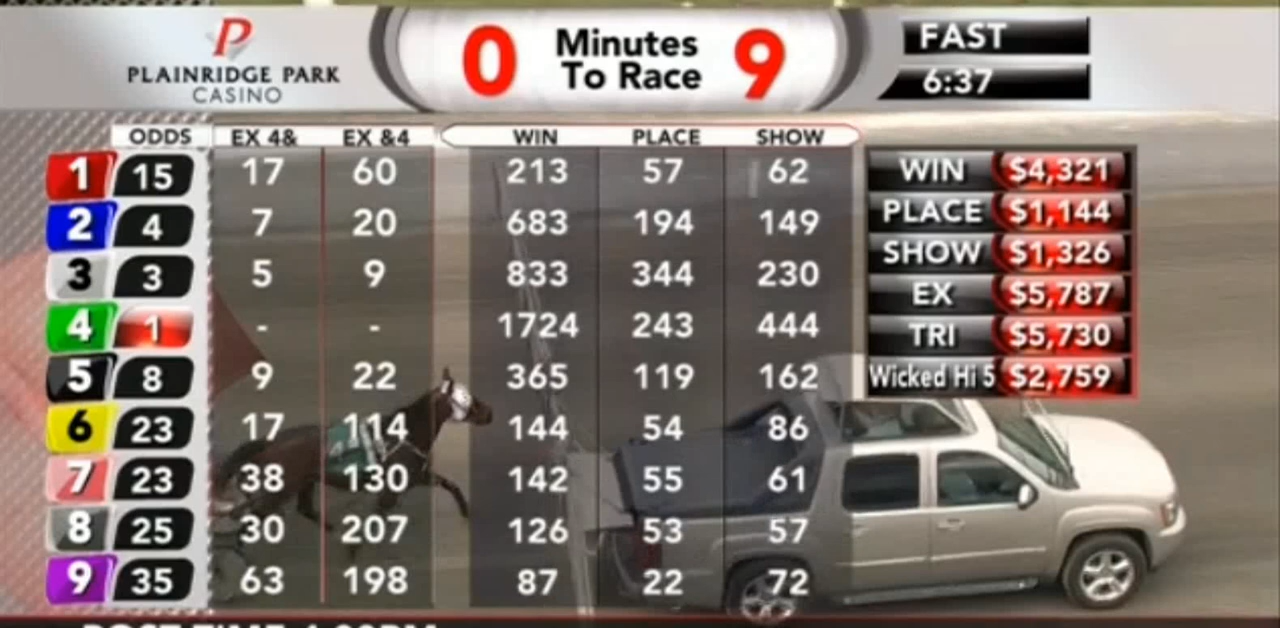 P
PLAINRIDGE PARK
CASINO
0 Minutes To Race 9
FAST
6:37
ODDS EX 4& EX &4 WIN PLACE SHOW
1 15 17 60 213 57 62
2 4 7 20 683 194 149
3 3 5 9 833 344 230
4 1 - - 1724 243 444
5 8 9 22 365 119 162
6 23 17 114 144 54 86
7 23 38 130 142 55 61
8 25 30 207 126 53 57
9 35 63 198 87 22 72
WIN $4,321
PLACE $1,144
SHOW $1,326
EX $5,787
TRI $5,730
Wicked Hi 5 $2,759
POST TIME